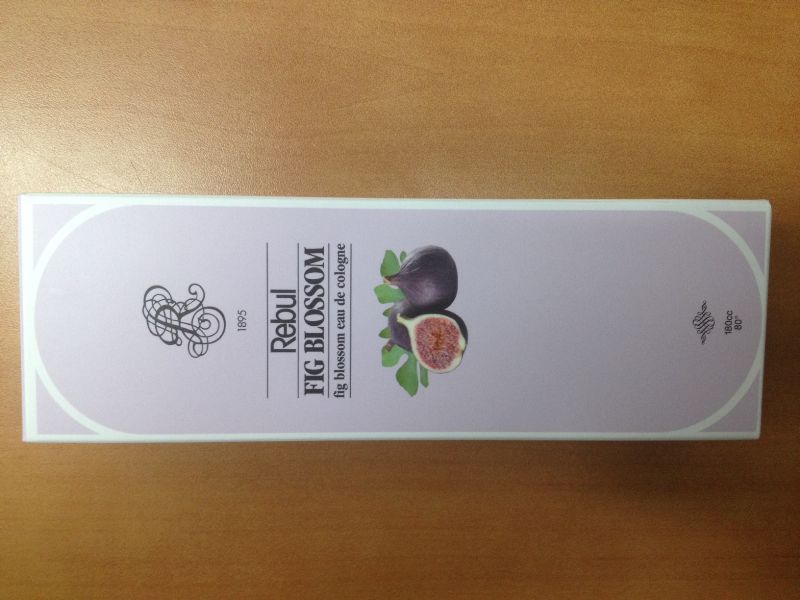 R
1895
Rebul
FIG BLOSSOM
fig blossom eau de cologne
180cc
80°